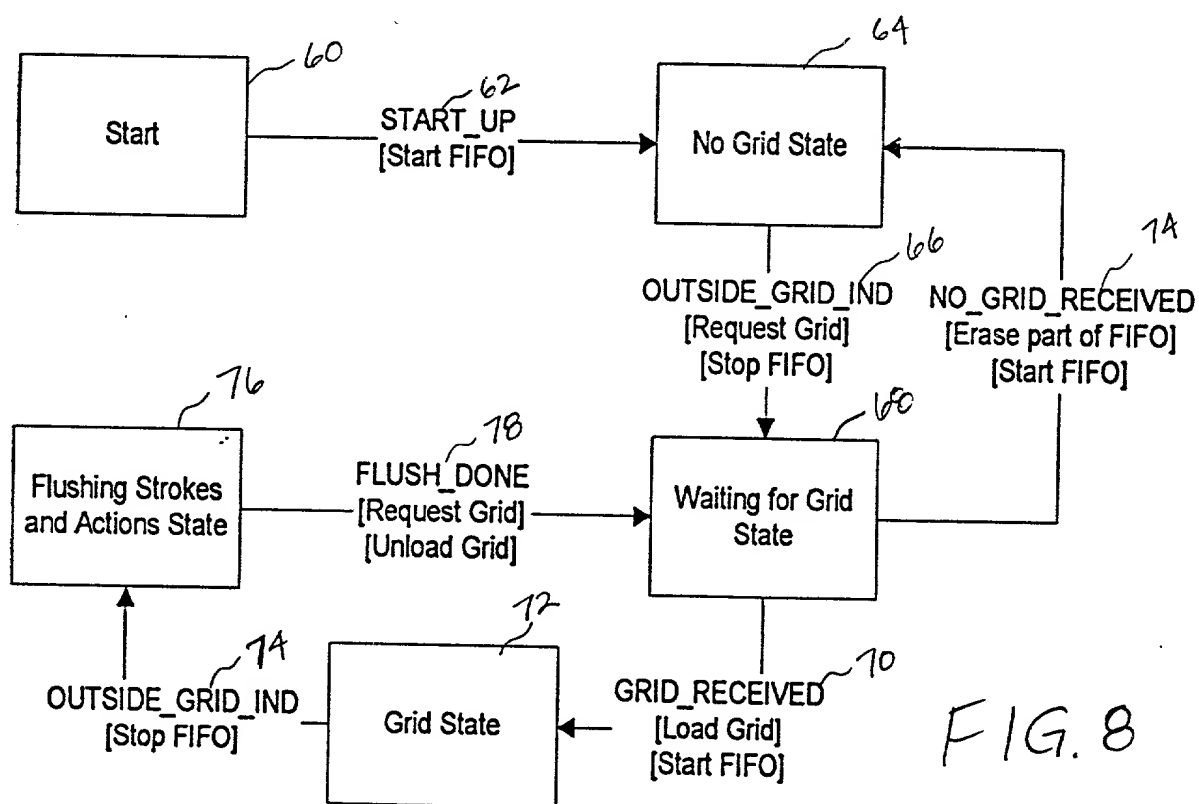 60
Start
62
START_UP
[Start FIFO]
64
No Grid State
66
OUTSIDE_GRID_IND
[Request Grid]
[Stop FIFO]
74
NO_GRID_RECEIVED
[Erase part of FIFO]
[Start FIFO]
76
Flushing Strokes
and Actions State
78
FLUSH_DONE
[Request Grid]
[Unload Grid]
68
Waiting for Grid
State
74
OUTSIDE_GRID_IND
[Stop FIFO]
72
Grid State
70
GRID_RECEIVED
[Load Grid]
[Start FIFO]
FIG. 8